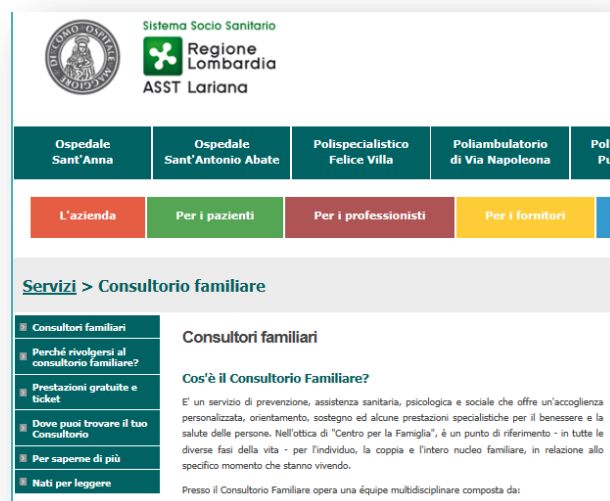 DI COMO OSPITALE MAGGIORE
Sistema Socio Sanitario
Regione
Lombardia
ASST Lariana
Ospedale
Sant'Anna
Ospedale
Sant'Antonio Abate
Polispecialistico
Felice Villa
Poliambulatorio
di Via Napoleona
Pol
Pu
L'azienda
Per i pazienti
Per i professionisti
Per i fornitori
Servizi > Consultorio familiare
Consultori familiari
Perché rivolgersi al
consultorio familiare?
Prestazioni gratuite e
ticket
Dove puoi trovare il tuo
Consultorio
Per saperne di più
Nati per leggere
Consultori familiari
Cos'è il Consultorio Familiare?
E' un servizio di prevenzione, assistenza sanitaria, psicologica e sociale che offre un'accoglienza
personalizzata, orientamento, sostegno ed alcune prestazioni specialistiche per il benessere e la
salute delle persone. Nell'ottica di "Centro per la Famiglia", è un punto di riferimento - in tutte le
diverse fasi della vita - per l'individuo, la coppia e l'intero nucleo familiare, in relazione allo
specifico momento che stanno vivendo.
Presso il Consultorio Familiare opera una équipe multidisciplinare composta da: